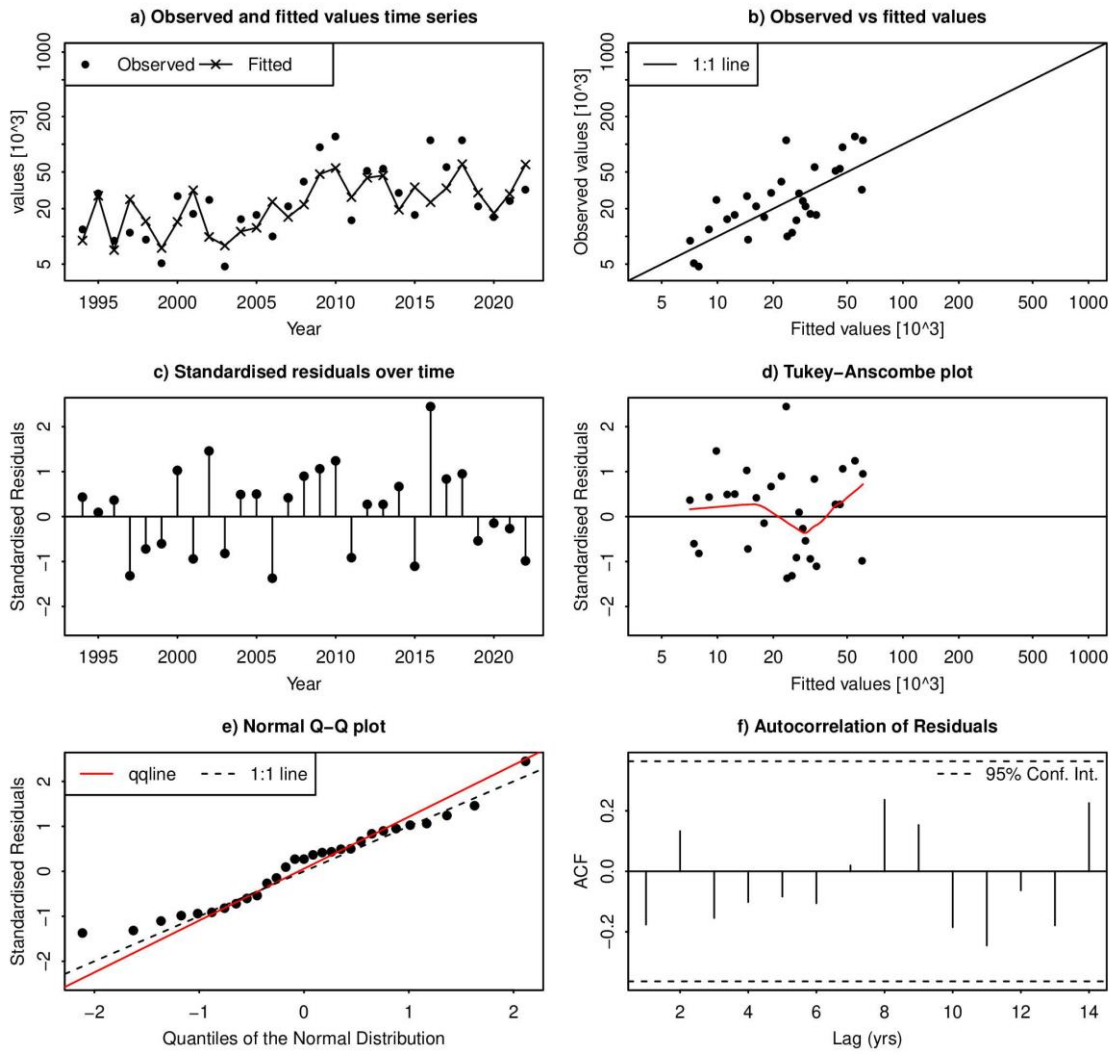 a) Observed and fitted values time series
Observed
Fitted
values [10^3]
1000
200
50
20
5
1995 2000 2005 2010 2015 2020
Year
b) Observed vs fitted values
1:1 line
Observed values [10^3]
1000
200
50
20
5
5 10 20 50 100 200 500 1000
Fitted values [10^3]
c) Standardised residuals over time
Standardised Residuals
2
1
0
−1
−2
1995 2000 2005 2010 2015 2020
Year
d) Tukey−Anscombe plot
Standardised Residuals
2
1
0
−1
−2
5 10 20 50 100 200 500 1000
Fitted values [10^3]
e) Normal Q−Q plot
qqline
1:1 line
Standardised Residuals
2
1
0
−1
−2
−2 −1 0 1 2
Quantiles of the Normal Distribution
f) Autocorrelation of Residuals
95% Conf. Int.
ACF
0.2
0.0
−0.2
2 4 6 8 10 12 14
Lag (yrs)